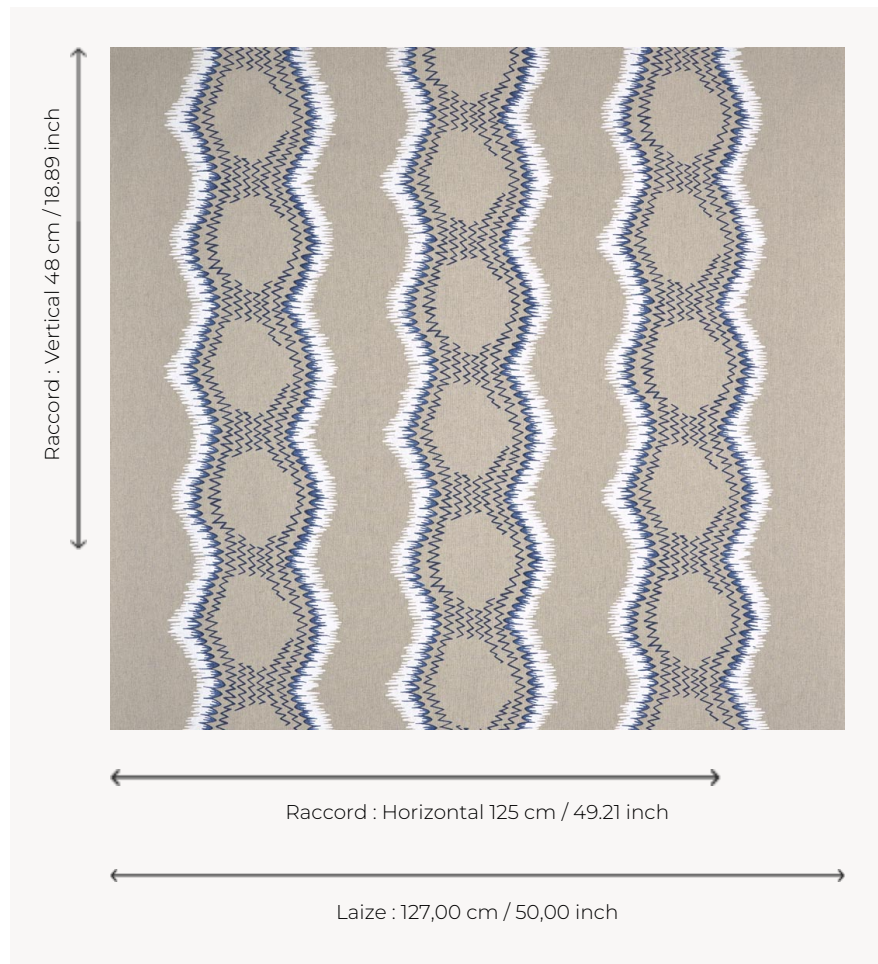 Raccord : Vertical 48 cm / 18.89 inch
Raccord : Horizontal 125 cm / 49.21 inch
Laize : 127,00 cm / 50,00 inch